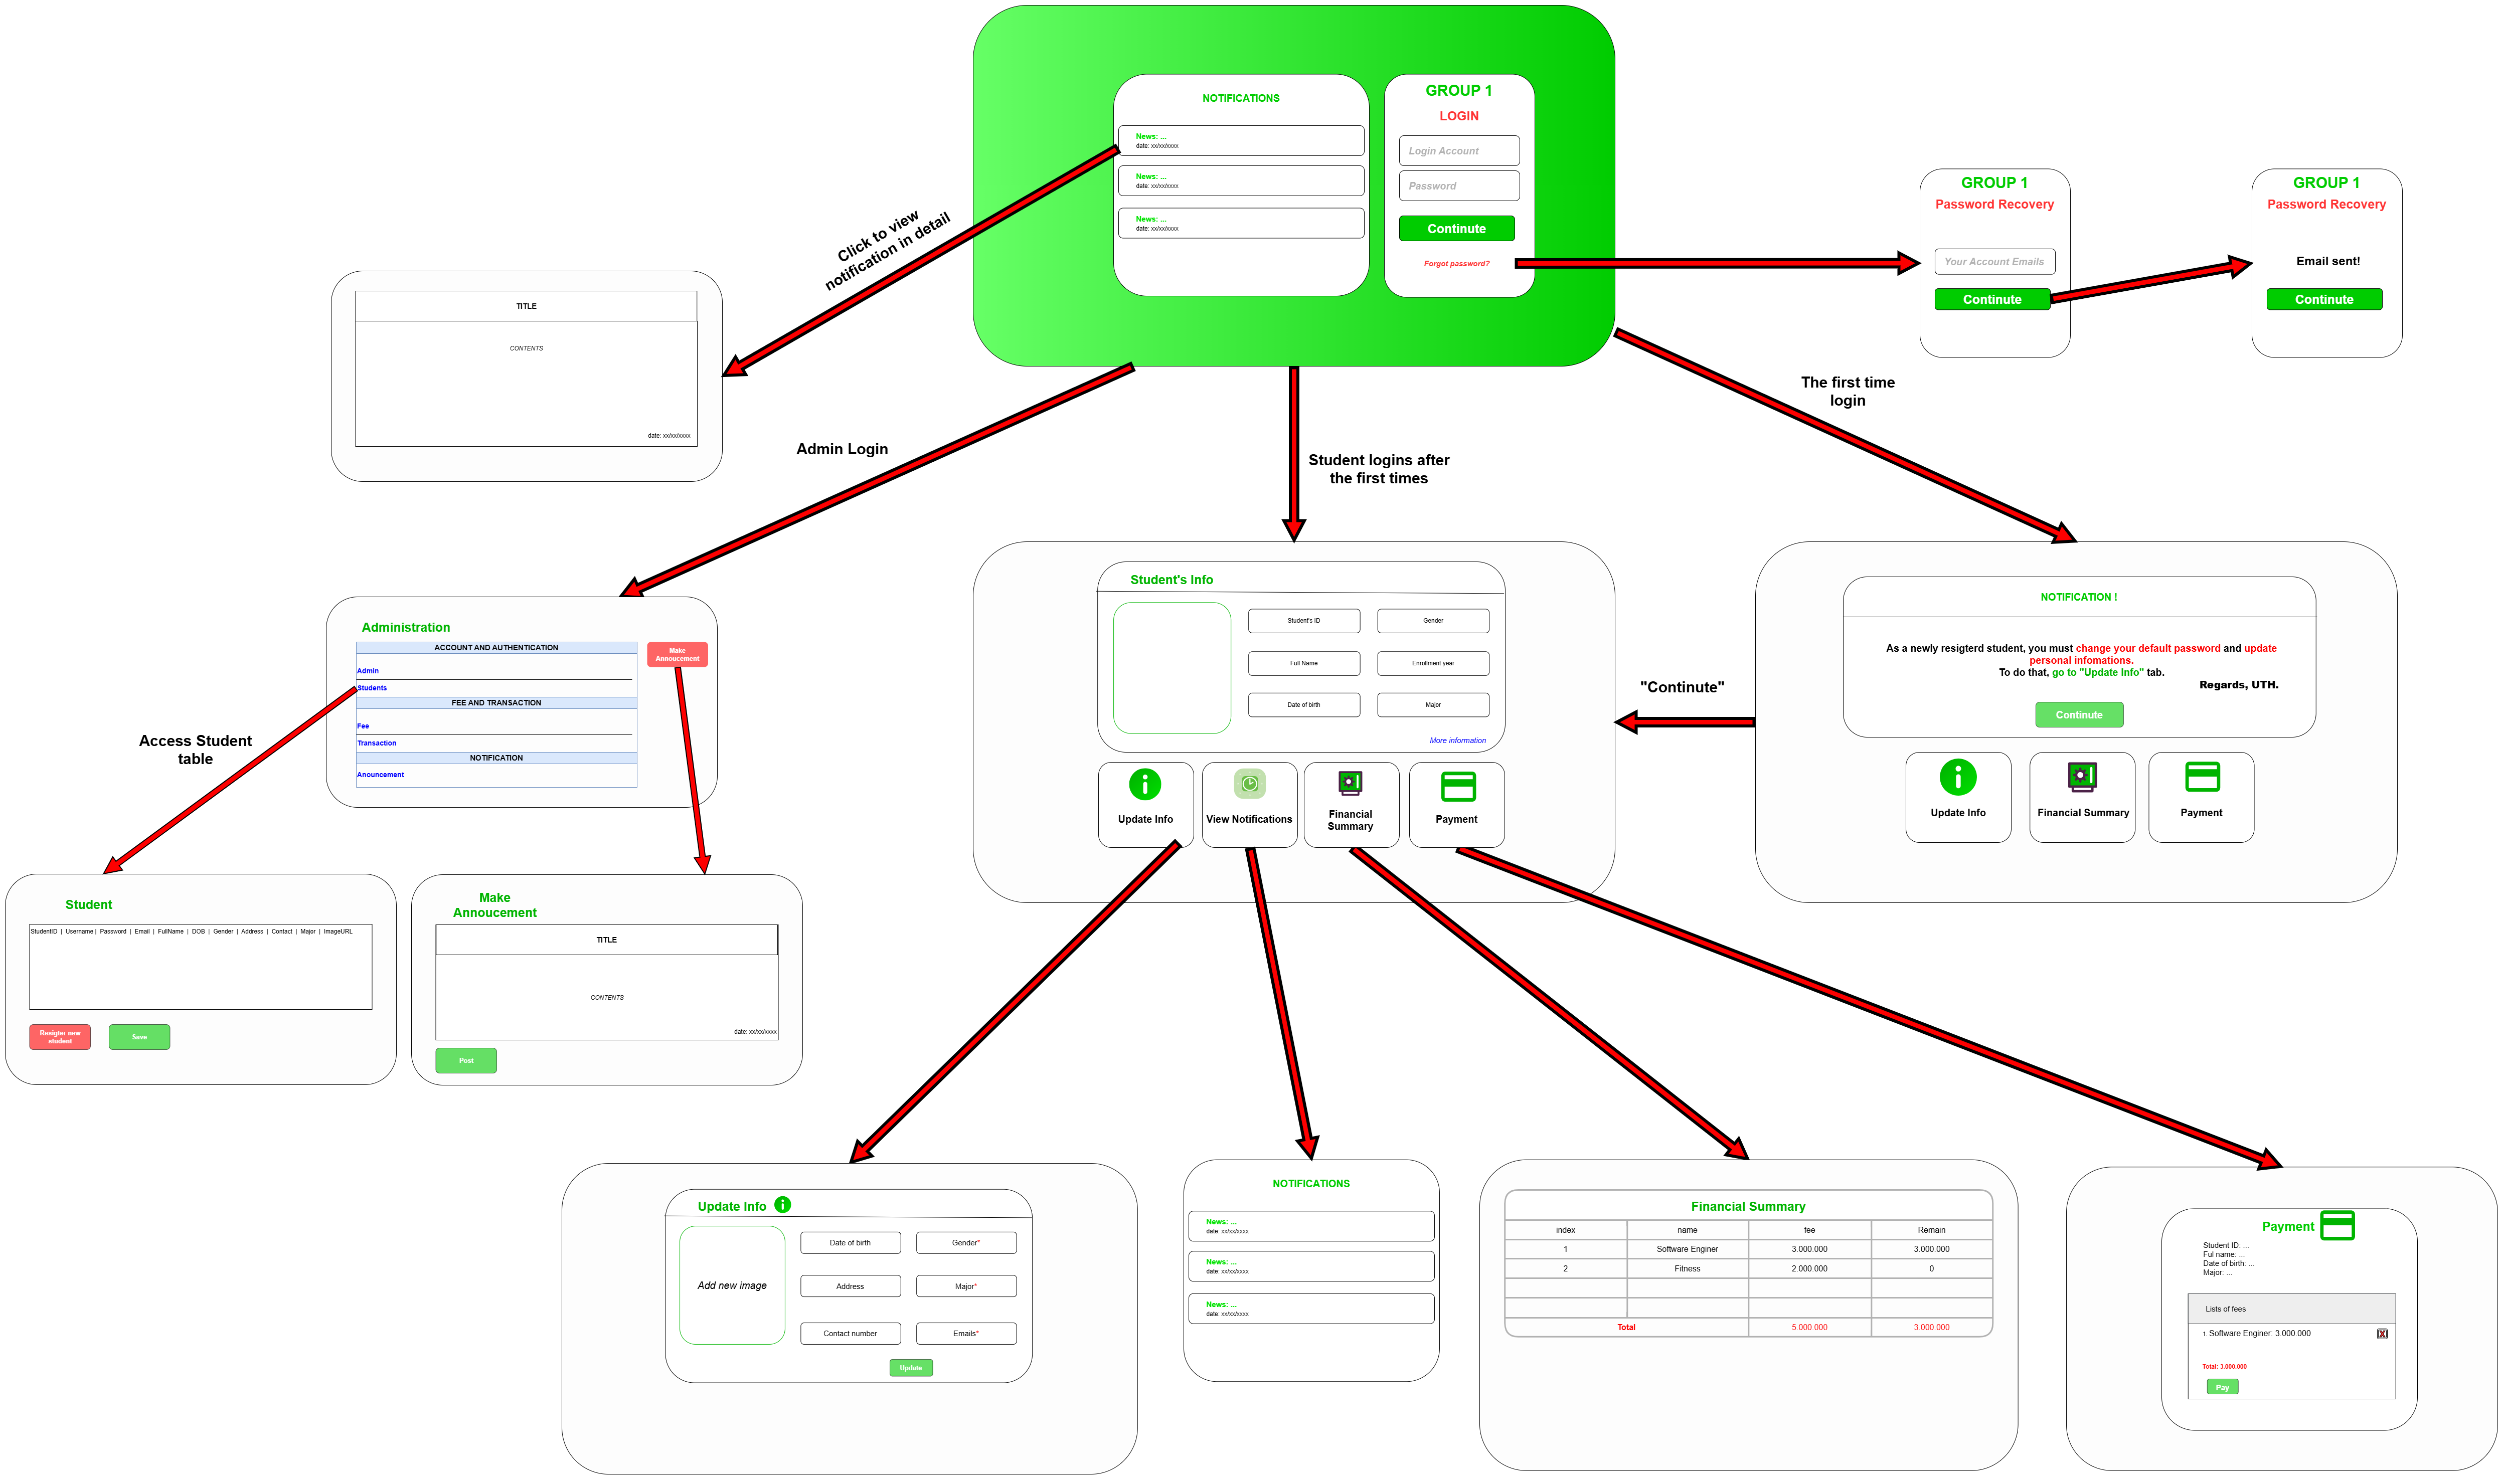 NOTIFICATIONS
News: ...
date: xx/xx/xxxx
News: ...
date: xx/xx/xxxx
News: ...
date: xx/xx/xxxx
GROUP 1
LOGIN
Login Account
Password
Continute
Forgot password?
GROUP 1
Password Recovery
Your Account Emails
Continute
GROUP 1
Password Recovery
Email sent!
Continute
Click to view
notification in detail
TITLE
CONTENTS
date: xx/xx/xxxx
Admin Login
Student logins after
the first times
The first time
login
Administration
ACCOUNT AND AUTHENTICATION
Admin
Students
FEE AND TRANSACTION
Fee
Transaction
NOTIFICATION
Anouncement
Make
Annoucement
Access Student
table
Student's Info
Student's ID
Gender
Full Name
Enrollment year
Date of birth
Major
More information
Update Info
View Notifications
Financial
Summary
Payment
"Continute"
NOTIFICATION !
As a newly resigterd student, you must change your default password and update
personal infomations.
To do that, go to "Update Info" tab.
Regards, UTH.
Continute
Update Info
Financial Summary
Payment
Student
StudentID | Username | Password | Email | FullName | DOB | Gender | Address | Contact | Major | ImageURL
Resigter new
student
Save
Make
Annoucement
TITLE
CONTENTS
date: xx/xx/xxxx
Post
Update Info
Add new image
Date of birth
Gender*
Address
Major*
Contact number
Emails*
Update
NOTIFICATIONS
News: ...
date: xx/xx/xxxx
News: ...
date: xx/xx/xxxx
News: ...
date: xx/xx/xxxx
Financial Summary
index name fee Remain
1 Software Enginer 3.000.000 3.000.000
2 Fitness 2.000.000 0
Total 5.000.000 3.000.000
Payment
Student ID: ...
Ful name: ...
Date of birth: ...
Major: ...
Lists of fees
1. Software Enginer: 3.000.000
X
Total: 3.000.000
Pay